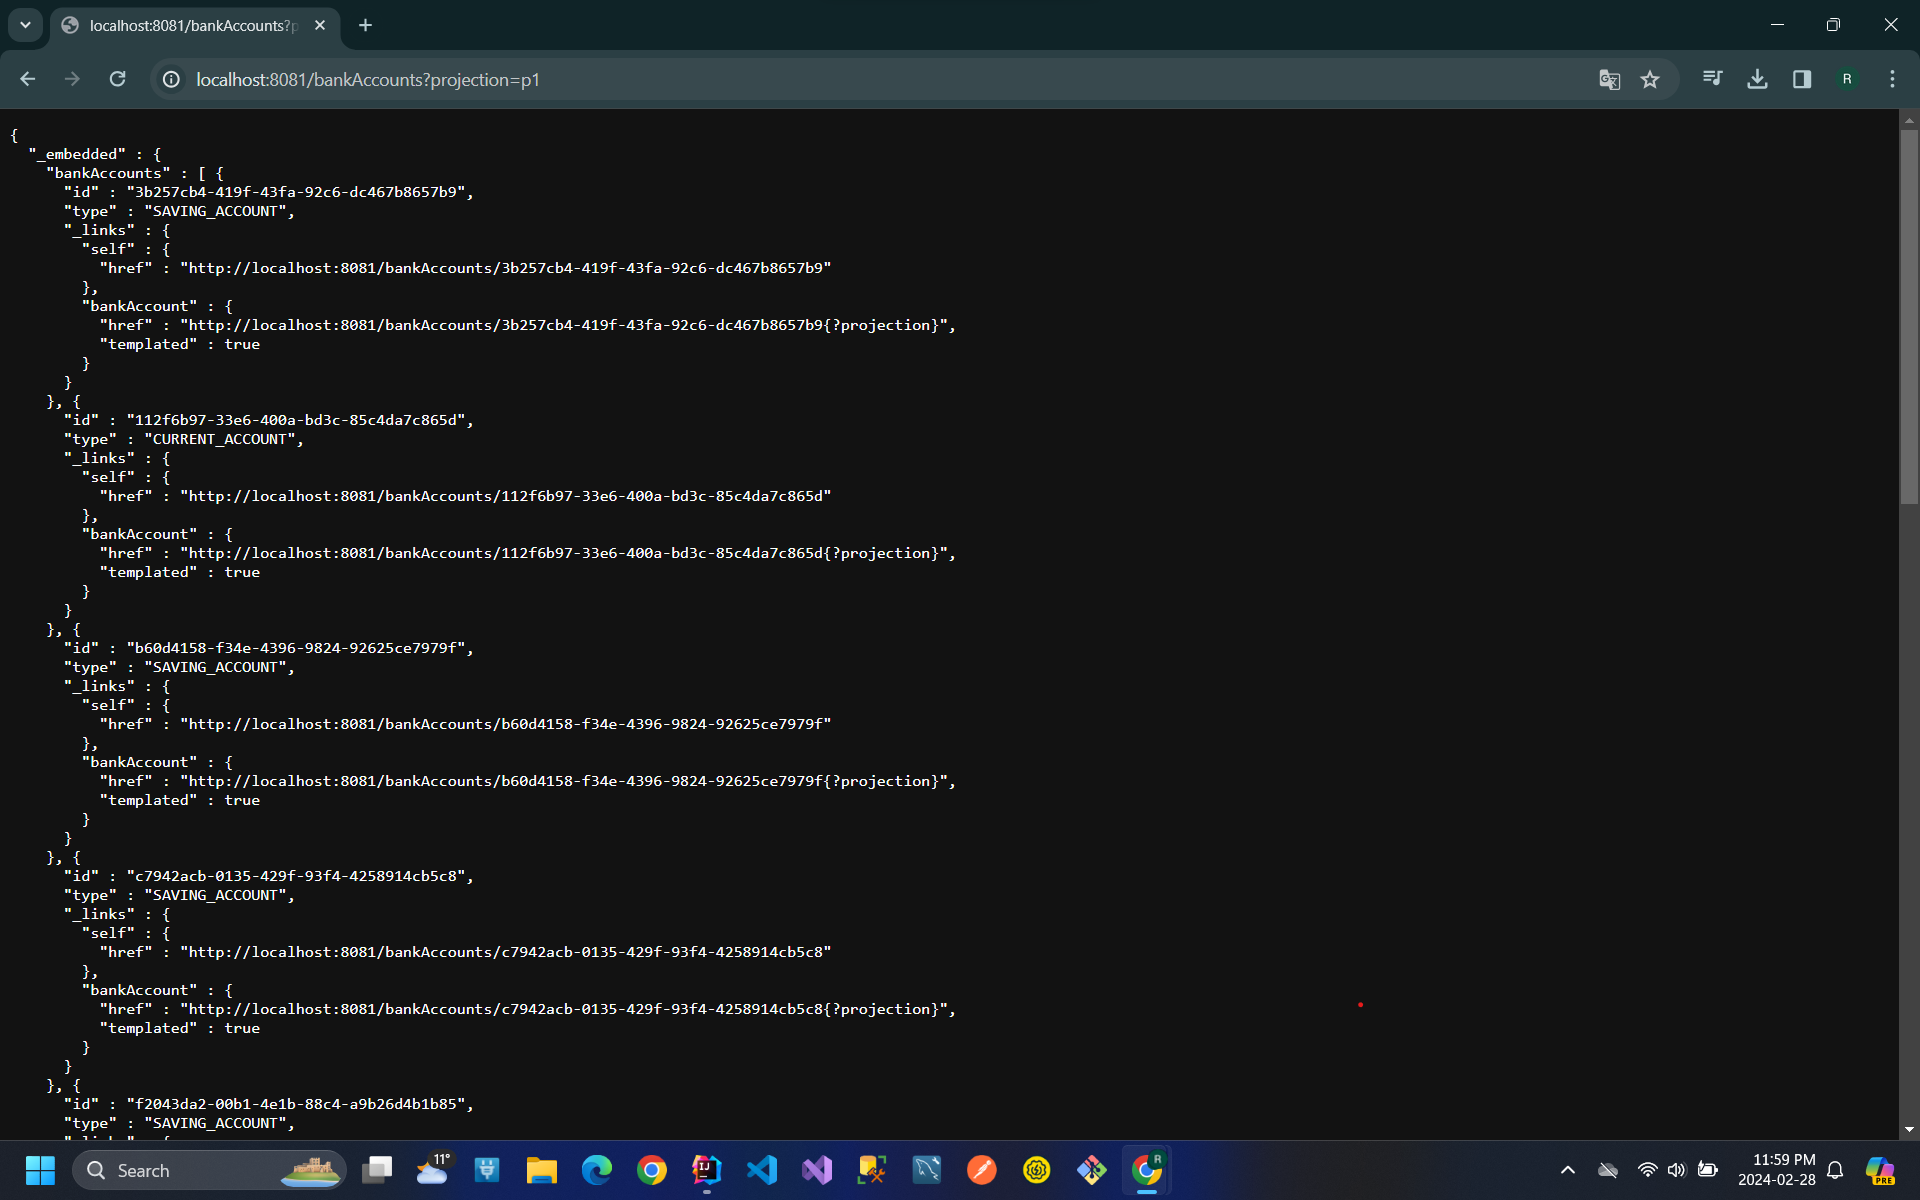 localhost:8081/bankAccounts?p
localhost:8081/bankAccounts?projection=p1
R
{
  "_embedded" : {
    "bankAccounts" : [ {
      "id" : "3b257cb4-419f-43fa-92c6-dc467b8657b9",
      "type" : "SAVING_ACCOUNT",
      "_links" : {
        "self" : {
          "href" : "http://localhost:8081/bankAccounts/3b257cb4-419f-43fa-92c6-dc467b8657b9"
        },
        "bankAccount" : {
          "href" : "http://localhost:8081/bankAccounts/3b257cb4-419f-43fa-92c6-dc467b8657b9{?projection}",
          "templated" : true
        }
      }
    }, {
      "id" : "112f6b97-33e6-400a-bd3c-85c4da7c865d",
      "type" : "CURRENT_ACCOUNT",
      "_links" : {
        "self" : {
          "href" : "http://localhost:8081/bankAccounts/112f6b97-33e6-400a-bd3c-85c4da7c865d"
        },
        "bankAccount" : {
          "href" : "http://localhost:8081/bankAccounts/112f6b97-33e6-400a-bd3c-85c4da7c865d{?projection}",
          "templated" : true
        }
      }
    }, {
      "id" : "b60d4158-f34e-4396-9824-92625ce7979f",
      "type" : "SAVING_ACCOUNT",
      "_links" : {
        "self" : {
          "href" : "http://localhost:8081/bankAccounts/b60d4158-f34e-4396-9824-92625ce7979f"
        },
        "bankAccount" : {
          "href" : "http://localhost:8081/bankAccounts/b60d4158-f34e-4396-9824-92625ce7979f{?projection}",
          "templated" : true
        }
      }
    }, {
      "id" : "c7942acb-0135-429f-93f4-4258914cb5c8",
      "type" : "SAVING_ACCOUNT",
      "_links" : {
        "self" : {
          "href" : "http://localhost:8081/bankAccounts/c7942acb-0135-429f-93f4-4258914cb5c8"
        },
        "bankAccount" : {
          "href" : "http://localhost:8081/bankAccounts/c7942acb-0135-429f-93f4-4258914cb5c8{?projection}",
          "templated" : true
        }
      }
    }, {
      "id" : "f2043da2-00b1-4e1b-88c4-a9b26d4b1b85",
      "type" : "SAVING_ACCOUNT",
Search
11°
IJ
R
11:59 PM
2024-02-28
PRE